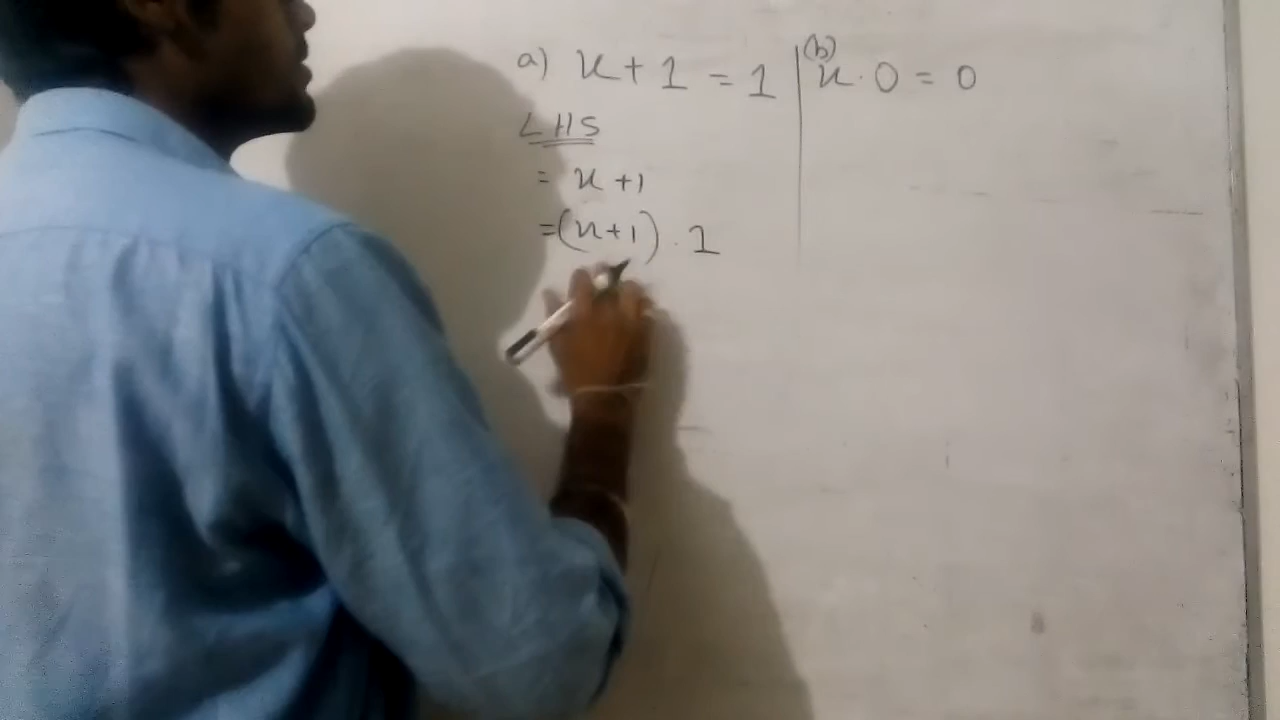 a) x + 1 = 1
LHS
= x + 1
= (x + 1) . 1
(b)
x . 0 = 0